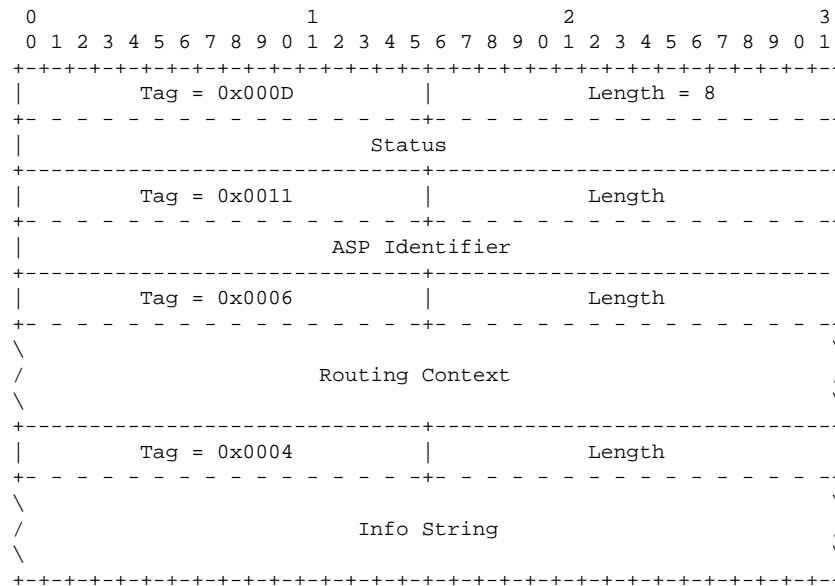 0                   1                   2                   3
0 1 2 3 4 5 6 7 8 9 0 1 2 3 4 5 6 7 8 9 0 1 2 3 4 5 6 7 8 9 0 1
Tag = 0x000D | Length = 8
Status
Tag = 0x0011 | Length
ASP Identifier
Tag = 0x0006 | Length
Routing Context
Tag = 0x0004 | Length
Info String